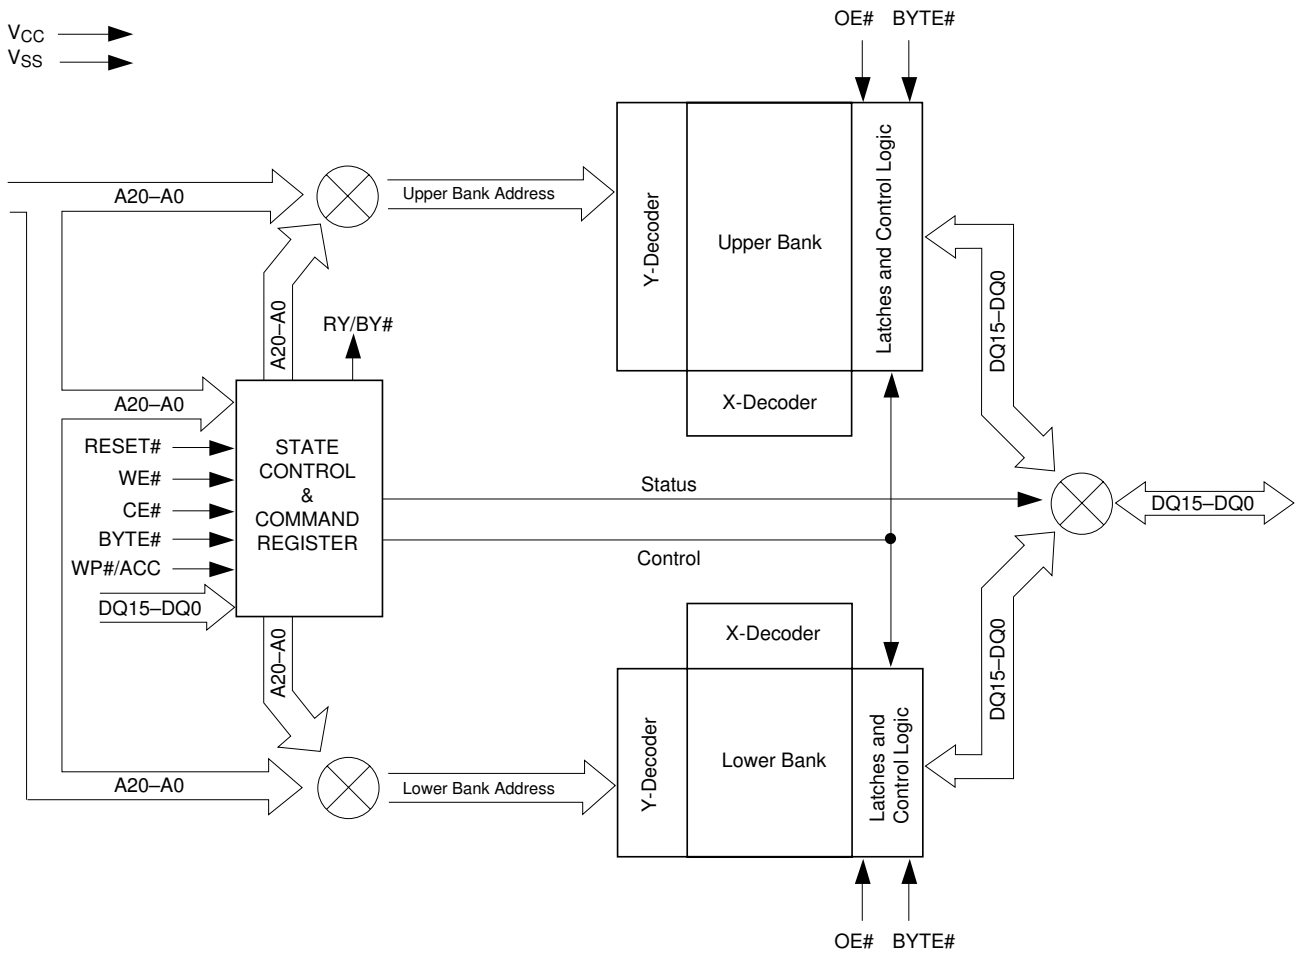 VCC
VSS
OE# BYTE#
A20–A0
Upper Bank Address
Y-Decoder
Upper Bank
Latches and Control Logic
X-Decoder
DQ15–DQ0
A20–A0
RY/BY#
A20–A0
RESET#
WE#
CE#
BYTE#
WP#/ACC
DQ15–DQ0
STATE
CONTROL
&
COMMAND
REGISTER
Status
Control
DQ15–DQ0
A20–A0
X-Decoder
DQ15–DQ0
A20–A0
Lower Bank Address
Y-Decoder
Lower Bank
Latches and
Control Logic
OE# BYTE#